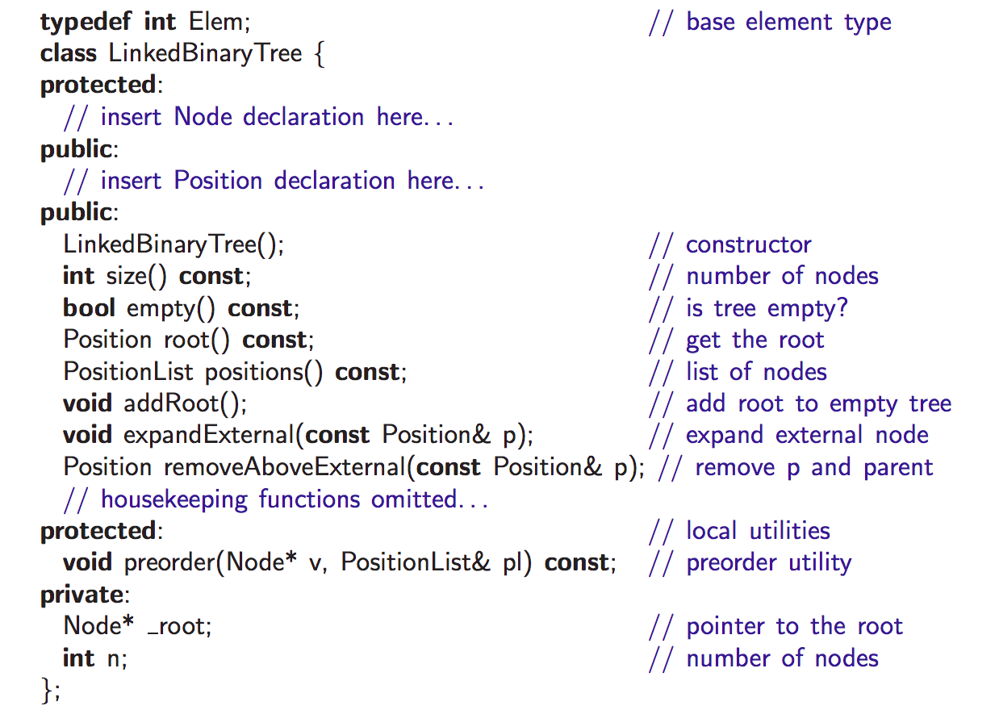 typedef int Elem; // base element type
class LinkedBinaryTree {
protected:
// insert Node declaration here...
public:
// insert Position declaration here...
public:
LinkedBinaryTree(); // constructor
int size() const; // number of nodes
bool empty() const; // is tree empty?
Position root() const; // get the root
PositionList positions() const; // list of nodes
void addRoot(); // add root to empty tree
void expandExternal(const Position& p); // expand external node
Position removeAboveExternal(const Position& p); // remove p and parent
// housekeeping functions omitted...
protected: // local utilities
void preorder(Node* v, PositionList& pl) const; // preorder utility
private:
Node* _root; // pointer to the root
int n; // number of nodes
};